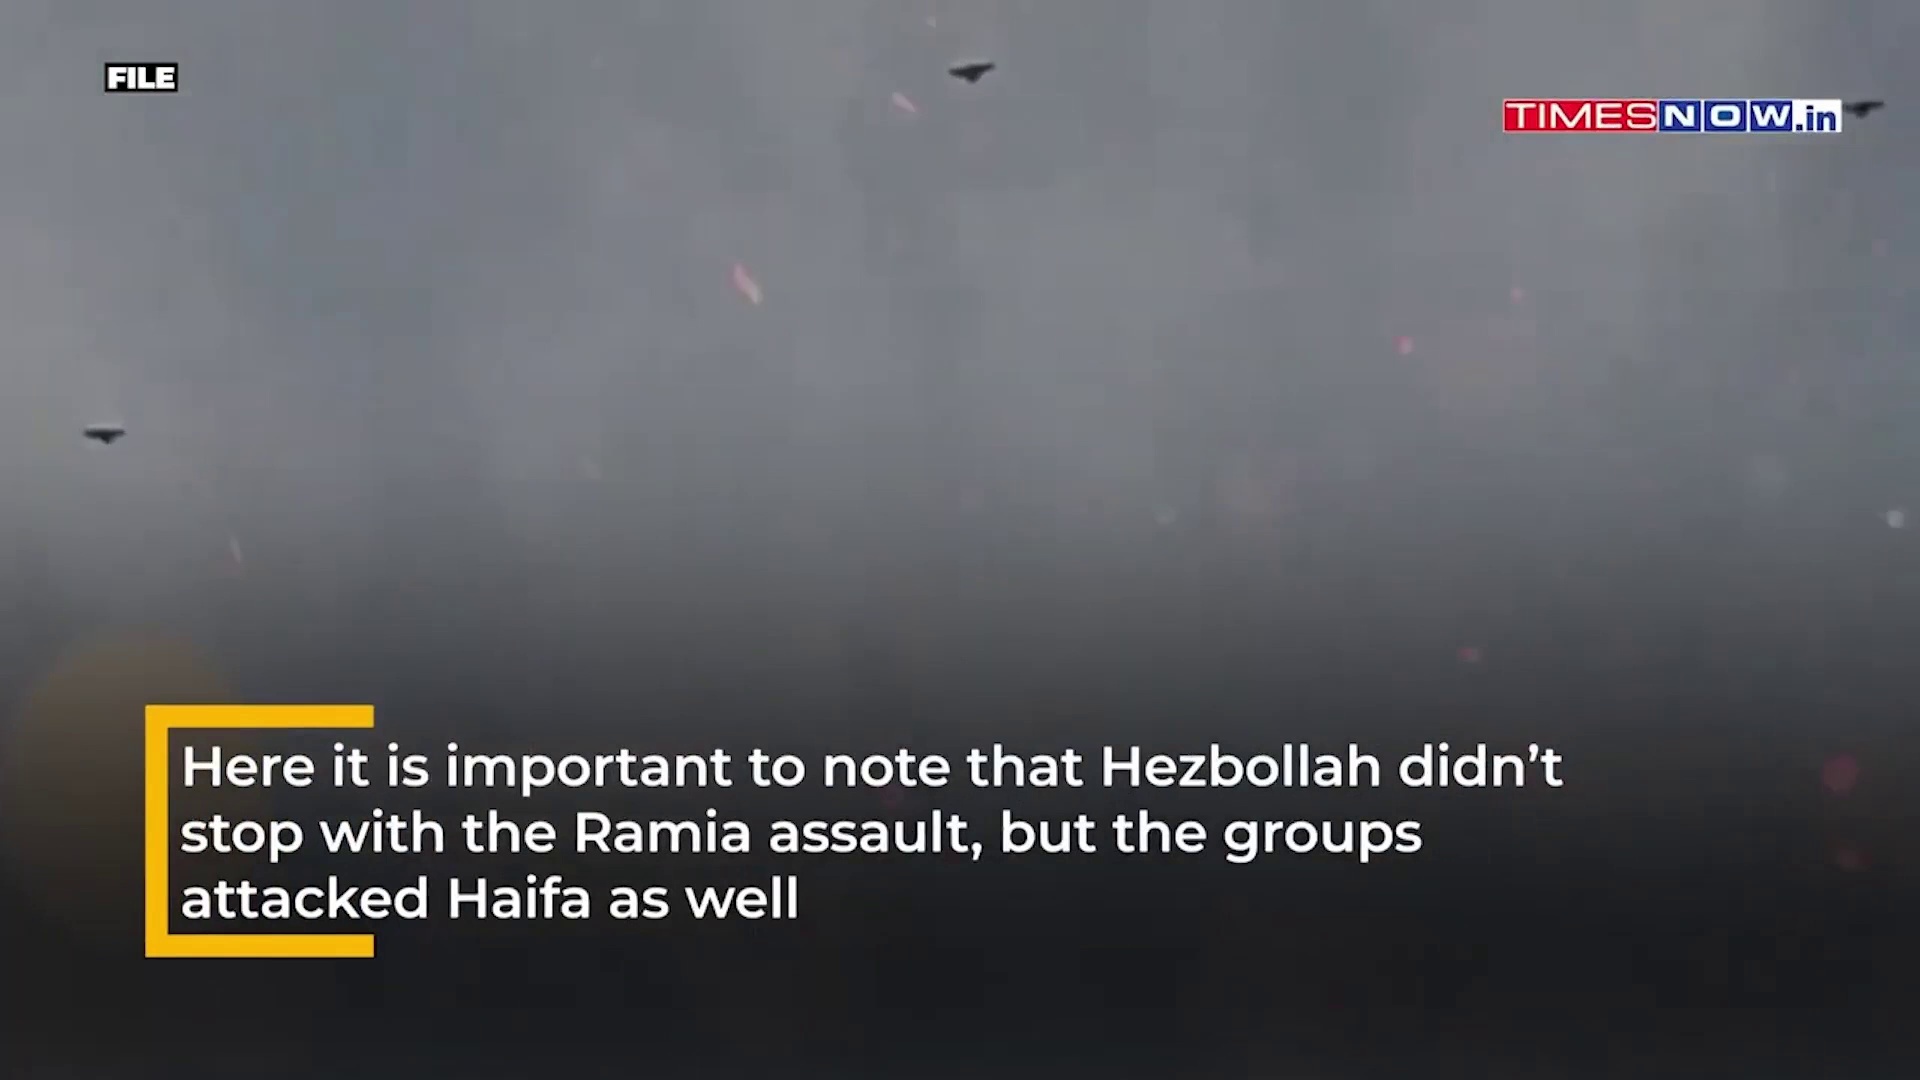 FILE
TIMESNOW.in
Here it is important to note that Hezbollah didn’t
stop with the Ramia assault, but the groups
attacked Haifa as well